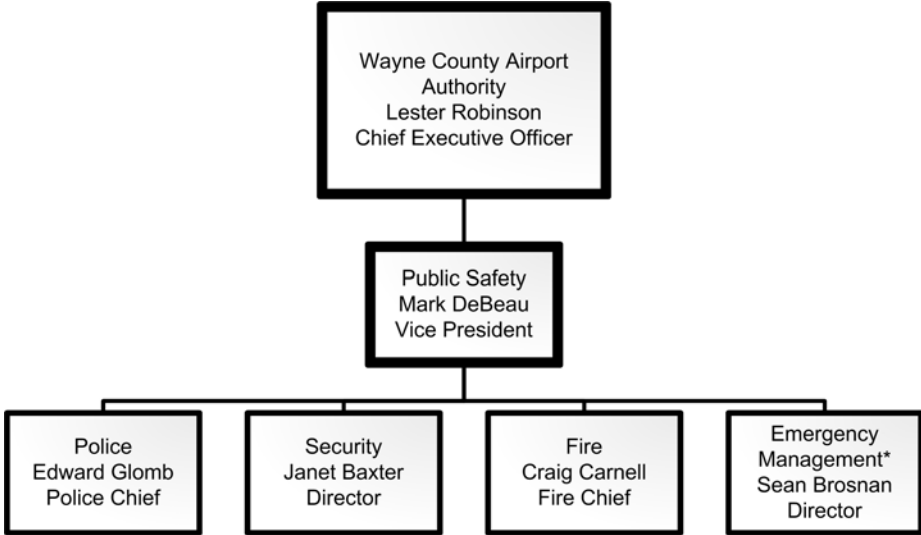 Wayne County Airport
Authority
Lester Robinson
Chief Executive Officer
Public Safety
Mark DeBeau
Vice President
Police
Edward Glomb
Police Chief
Security
Janet Baxter
Director
Fire
Craig Carnell
Fire Chief
Emergency
Management*
Sean Brosnan
Director